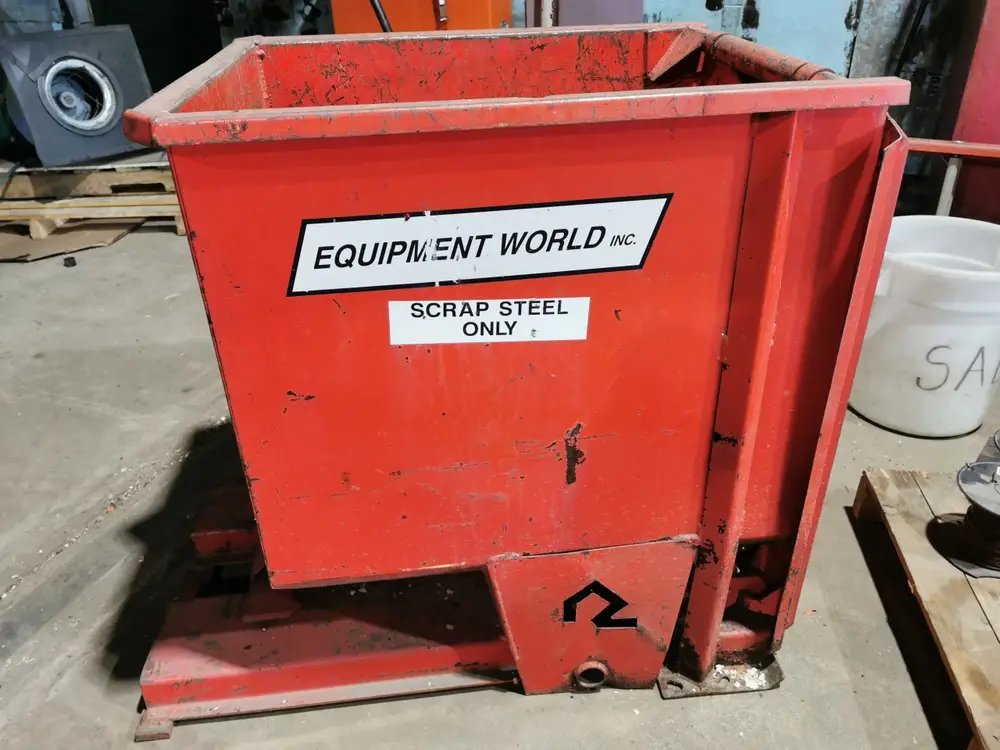 EQUIPMENT WORLD INC.
SCRAP STEEL
ONLY